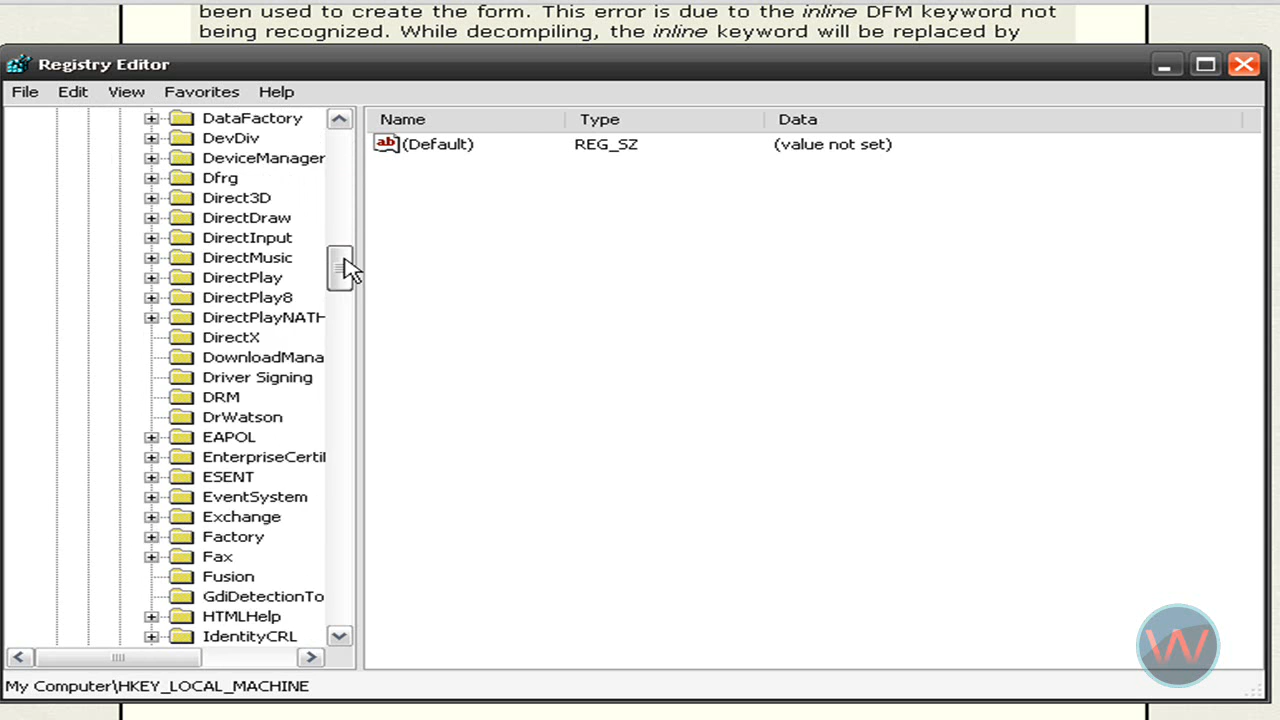 been used to create the form. This error is due to the inline DFM keyword not
being recognized. While decompiling, the inline keyword will be replaced by
Registry Editor
File Edit View Favorites Help
Name Type Data
ab (Default) REG_SZ (value not set)
DataFactory
DevDiv
DeviceManager
Dfrg
Direct3D
DirectDraw
DirectInput
DirectMusic
DirectPlay
DirectPlay8
DirectPlayNATH
DirectX
DownloadMana
Driver Signing
DRM
DrWatson
EAPOL
EnterpriseCertif
ESENT
EventSystem
Exchange
Factory
Fax
Fusion
GdiDetectionTo
HTMLHelp
IdentityCRL
My Computer\HKEY_LOCAL_MACHINE
W